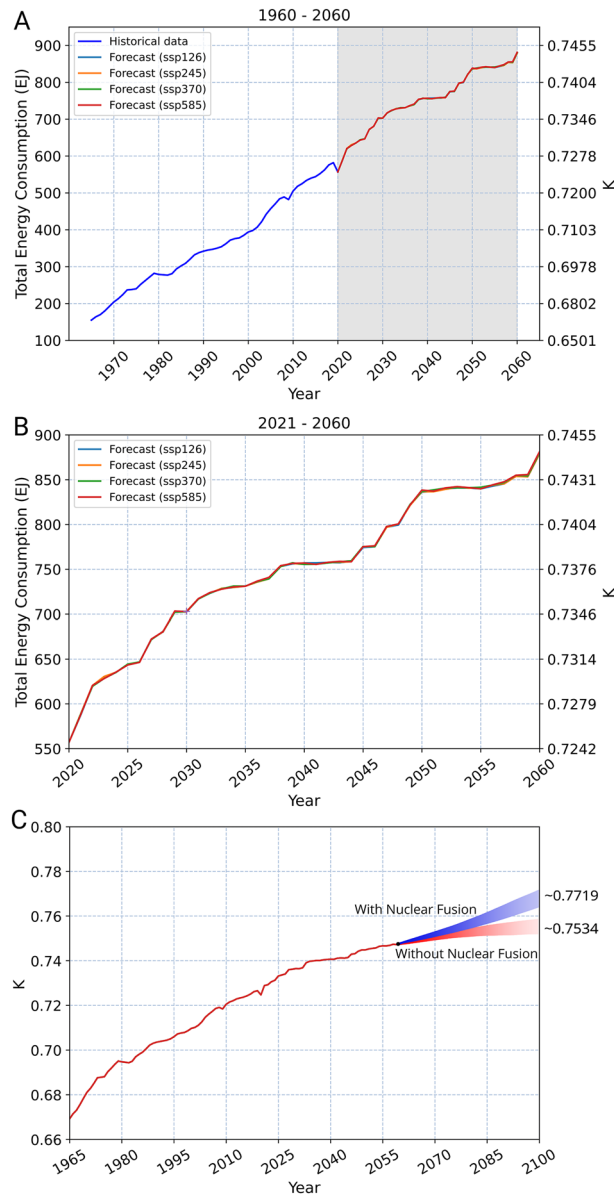 A
1960 - 2060
Total Energy Consumption (EJ)
900
800
700
600
500
400
300
200
100
Historical data
Forecast (ssp126)
Forecast (ssp245)
Forecast (ssp370)
Forecast (ssp585)
0.7455
0.7404
0.7346
0.7278
0.7200
0.7103
0.6978
0.6802
0.6501
K
1970 1980 1990 2000 2010 2020 2030 2040 2050 2060
Year
B
2021 - 2060
Total Energy Consumption (EJ)
900
850
800
750
700
650
600
550
Forecast (ssp126)
Forecast (ssp245)
Forecast (ssp370)
Forecast (ssp585)
0.7455
0.7431
0.7404
0.7376
0.7346
0.7314
0.7279
0.7242
K
2020 2025 2030 2035 2040 2045 2050 2055 2060
Year
C
K
0.80
0.78
0.76
0.74
0.72
0.70
0.68
0.66
With Nuclear Fusion
Without Nuclear Fusion
~0.7719
~0.7534
1965 1980 1995 2010 2025 2040 2055 2070 2085 2100
Year